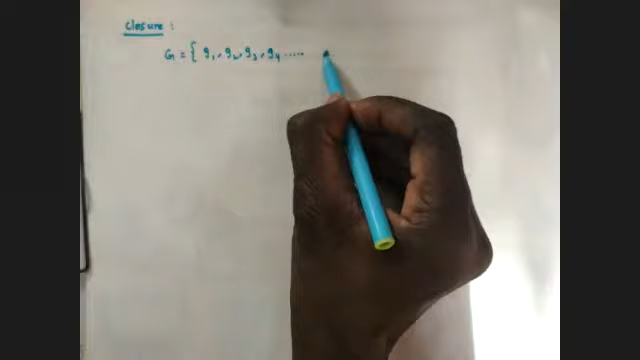 Closure :
G = { g₁, g₂, g₃, g₄ .....